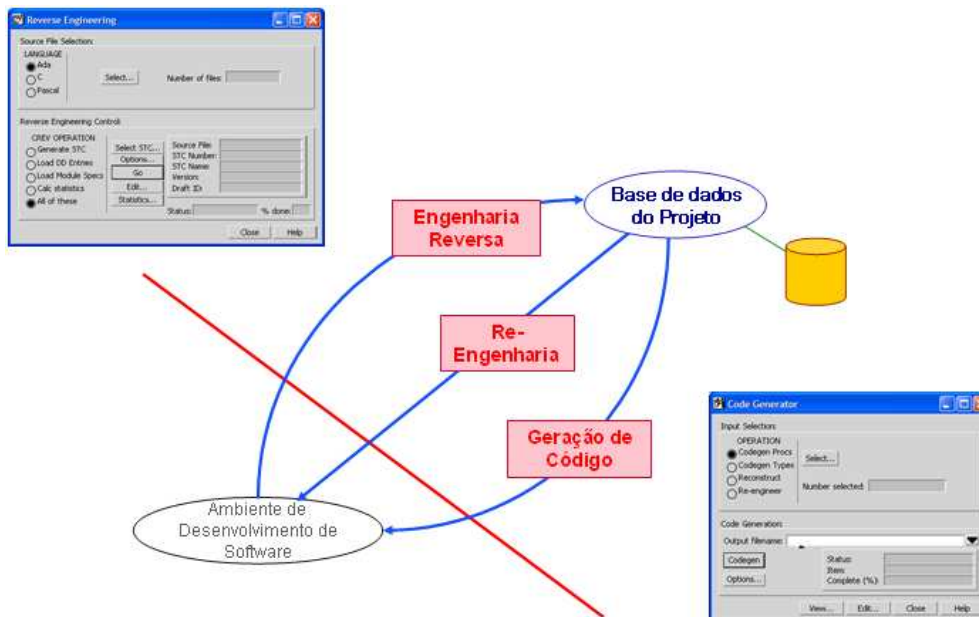 Reverse Engineering
Source File Selection:
LANGUAGE
Ada
C
Pascal
Select...
Number of files:
Reverse Engineering Control:
CREV OPERATION
Generate STC
Load DD Entries
Load Module Specs
Calc statistics
All of these
Select STC...
Options...
Go
Edit...
Statistics...
Source File:
STC Number:
STC Name:
Version:
Draft ID:
Status:
% done:
Close
Help
Engenharia
Reversa
Base de dados
do Projeto
Re-
Engenharia
Geração de
Código
Ambiente de
Desenvolvimento de
Software
Code Generator
Input Selection:
OPERATION
Codegen Procs
Codegen Types
Reconstruct
Re-engineer
Select...
Number selected:
Code Generation:
Output filename:
Codegen
Options...
Status:
Item:
Complete (%):
View...
Edit...
Close
Help